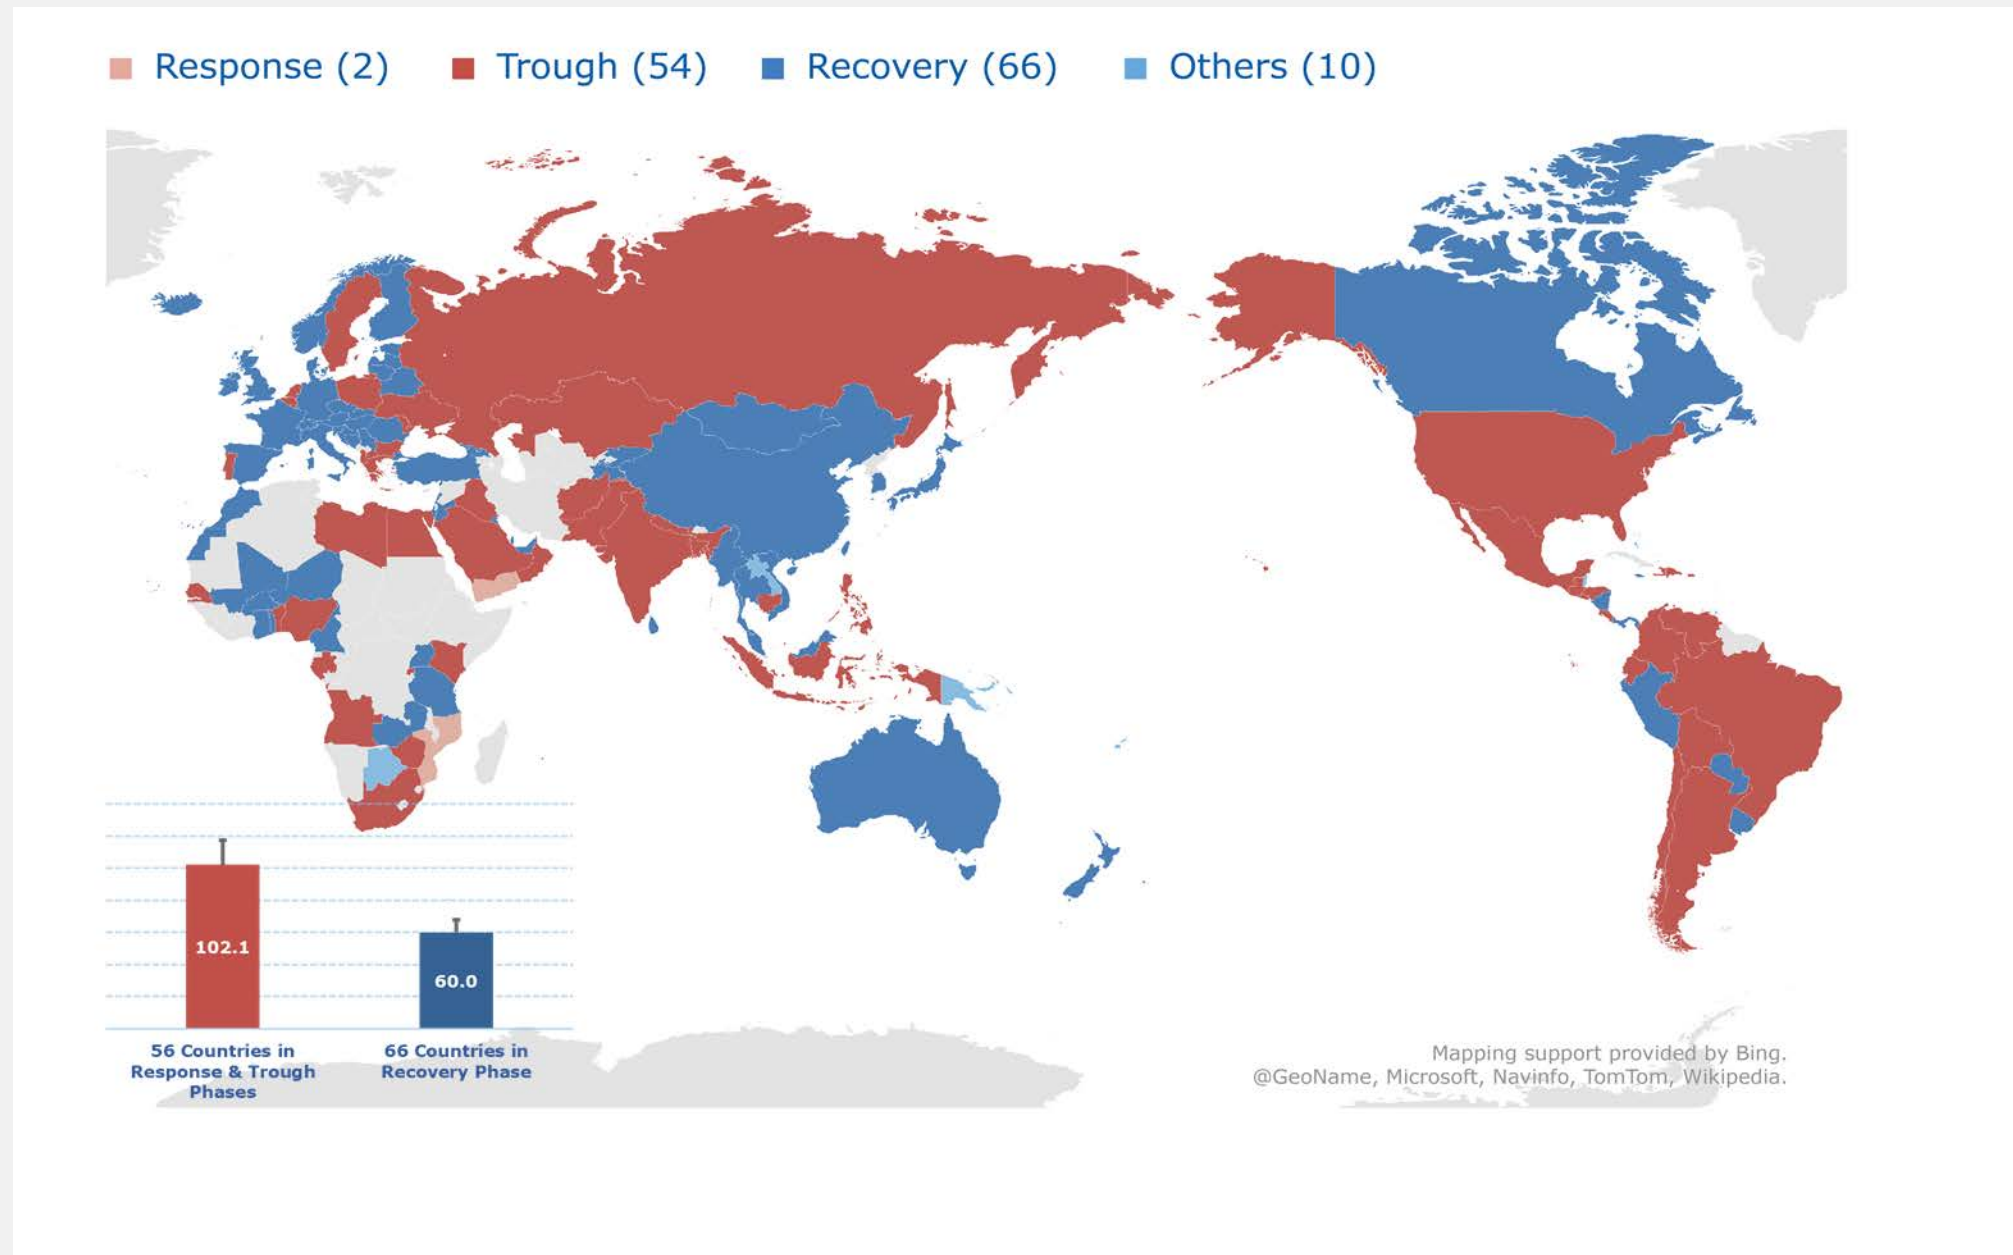 Response (2) Trough (54) Recovery (66) Others (10)
102.1
60.0
56 Countries in
Response & Trough
Phases
66 Countries in
Recovery Phase
Mapping support provided by Bing.
@GeoName, Microsoft, Navinfo, TomTom, Wikipedia.